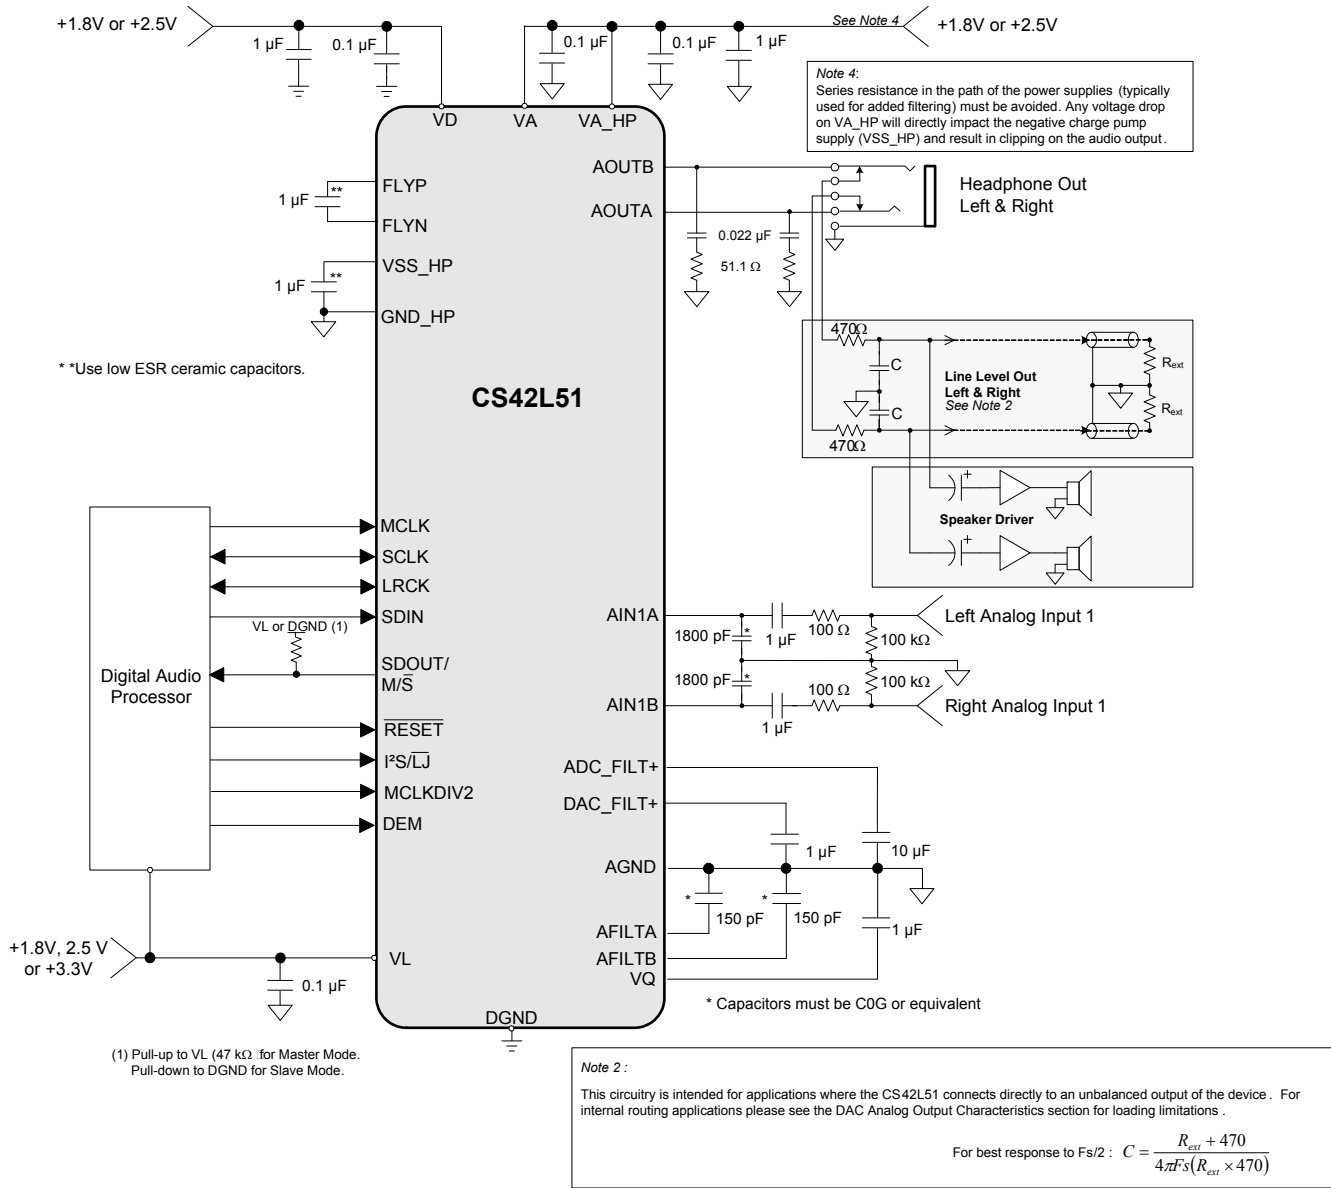 +1.8V or +2.5V
1 µF
0.1 µF
0.1 µF
0.1 µF
1 µF
See Note 4
+1.8V or +2.5V
Note 4:
Series resistance in the path of the power supplies (typically
used for added filtering) must be avoided. Any voltage drop
on VA_HP will directly impact the negative charge pump
supply (VSS_HP) and result in clipping on the audio output.
VD
VA
VA_HP
AOUTB
AOUTA
Headphone Out
Left & Right
0.022 µF
51.1 Ω
1 µF
**
FLYP
FLYN
VSS_HP
1 µF
**
GND_HP
* *Use low ESR ceramic capacitors.
CS42L51
470Ω
C
C
470Ω
Line Level Out
Left & Right
See Note 2
Rext
Rext
Speaker Driver
Digital Audio
Processor
MCLK
SCLK
LRCK
SDIN
VL or DGND (1)
SDOUT/
M/S̅
R̅E̅S̅E̅T̅
I²S/L̅J̅
MCLKDIV2
DEM
AIN1A
1800 pF
*
1 µF
100 Ω
100 kΩ
Left Analog Input 1
1800 pF
*
100 Ω
100 kΩ
AIN1B
1 µF
Right Analog Input 1
ADC_FILT+
DAC_FILT+
1 µF
10 µF
AGND
*
150 pF
*
150 pF
1 µF
AFILTA
AFILTB
VQ
+1.8V, 2.5 V
or +3.3V
VL
0.1 µF
* Capacitors must be C0G or equivalent
DGND
(1) Pull-up to VL (47 kΩ for Master Mode.
Pull-down to DGND for Slave Mode.
Note 2 :
This circuitry is intended for applications where the CS42L51 connects directly to an unbalanced output of the device . For
internal routing applications please see the DAC Analog Output Characteristics section for loading limitations .
For best response to Fs/2 : C = (Rext + 470) / (4πFs(Rext × 470))